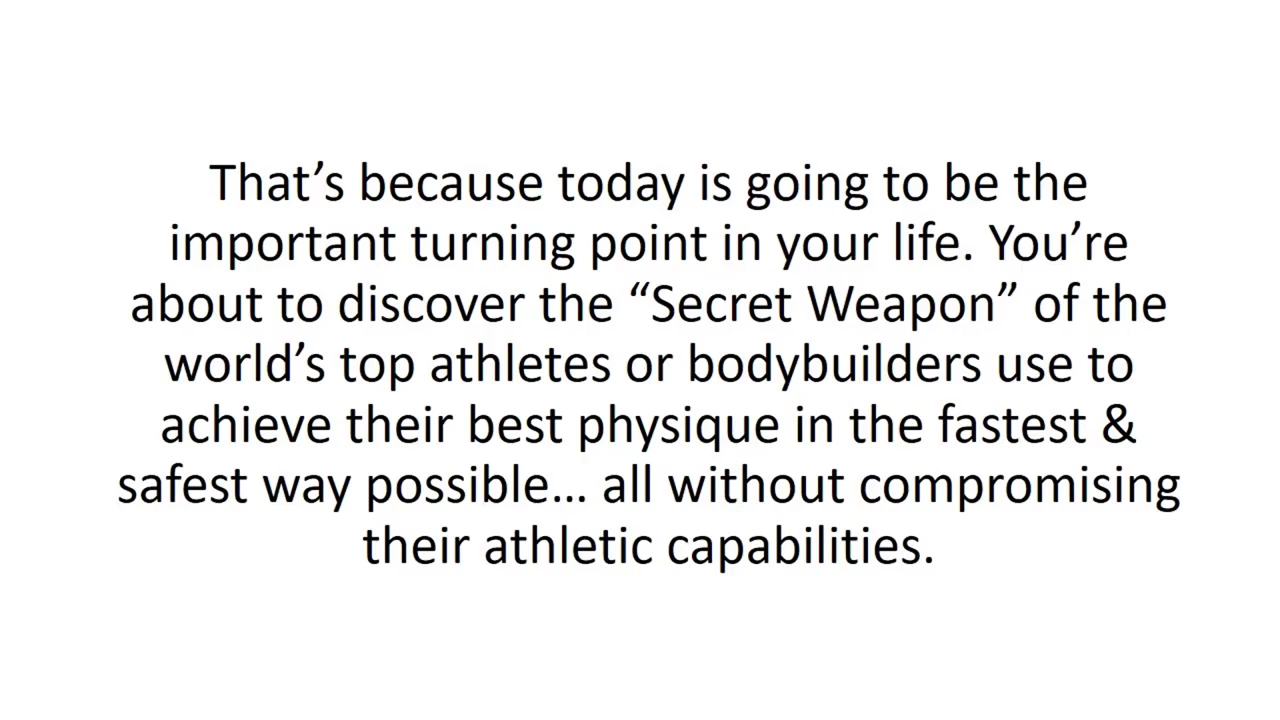 That’s because today is going to be the
important turning point in your life. You’re
about to discover the “Secret Weapon” of the
world’s top athletes or bodybuilders use to
achieve their best physique in the fastest &
safest way possible… all without compromising
their athletic capabilities.